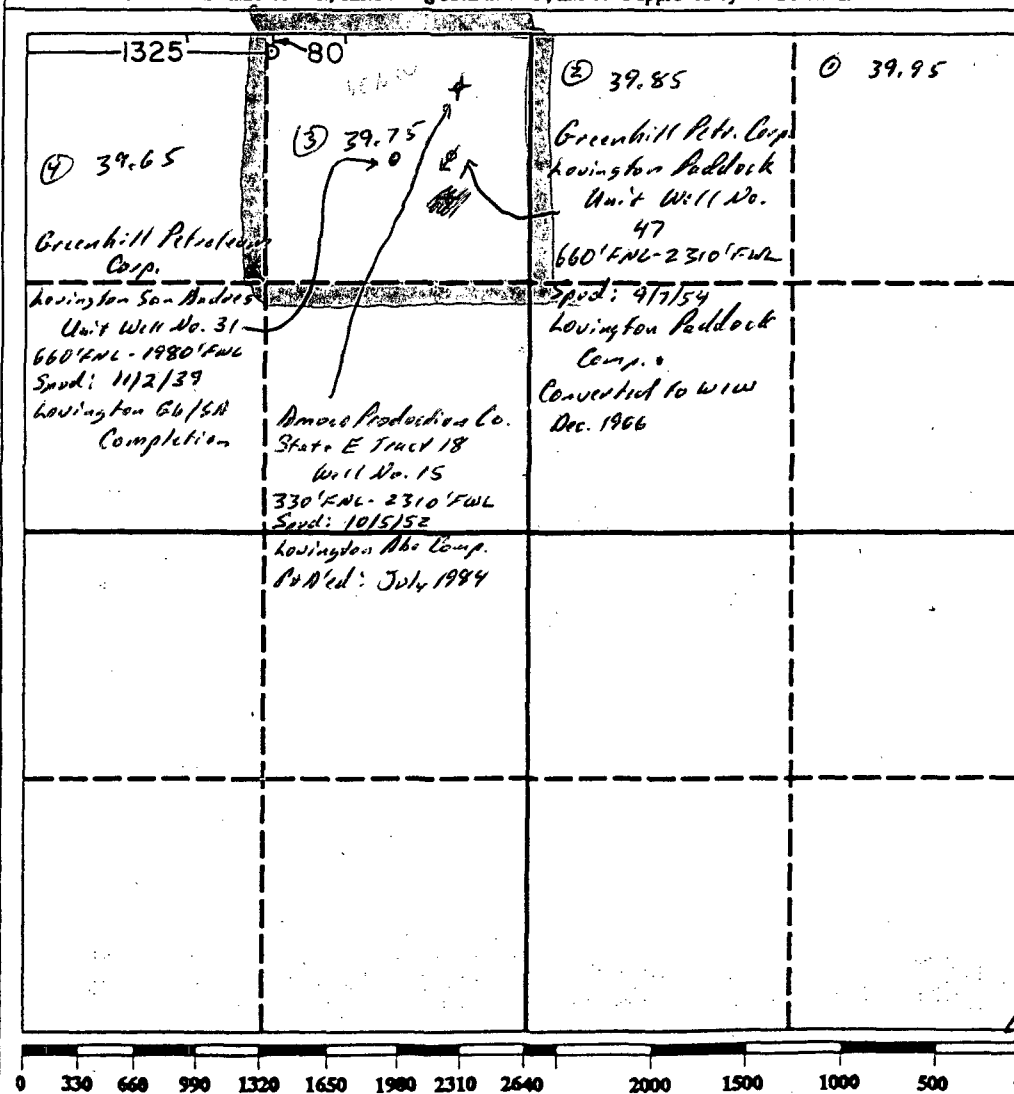 1325
80
④ 39.65
③ 39.75
② 39.85
① 39.95
Greenhill Petroleum
Corp.
Lovington San Andres
Unit Well No. 31
660'FNL - 1980'FWL
Spud: 11/2/39
Lovington Gb/SA
Completion
Amoco Production Co.
State E Tract 18
Well No. 15
330'FNL - 2310'FWL
Spud: 10/5/52
Lovington Abo Comp.
P&A'ed: July 1984
Greenhill Petr. Corp.
Lovington Paddock
Unit Well No.
47
660'FNL-2310'FWL
Spud: 9/7/54
Lovington Paddock
Comp.
Converted to WIW
Dec. 1966
0 330 660 990 1320 1650 1980 2310 2640 2000 1500 1000 500